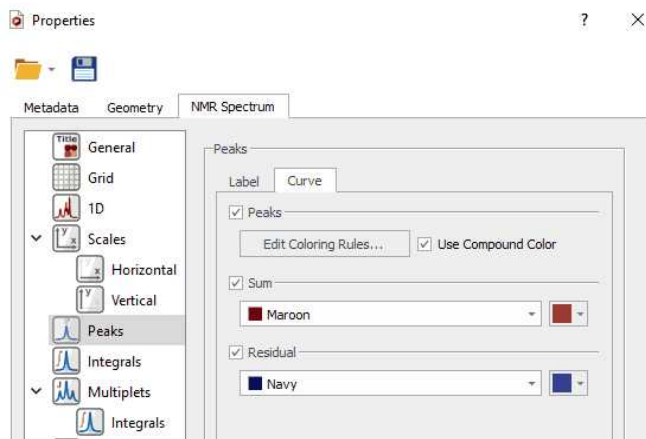 Properties
?
Metadata Geometry NMR Spectrum
Title
General
Grid
1D
y x
Scales
x
Horizontal
y
Vertical
Peaks
Integrals
Multiplets
Integrals
Peaks
Label Curve
Peaks
Edit Coloring Rules... Use Compound Color
Sum
Maroon
Residual
Navy